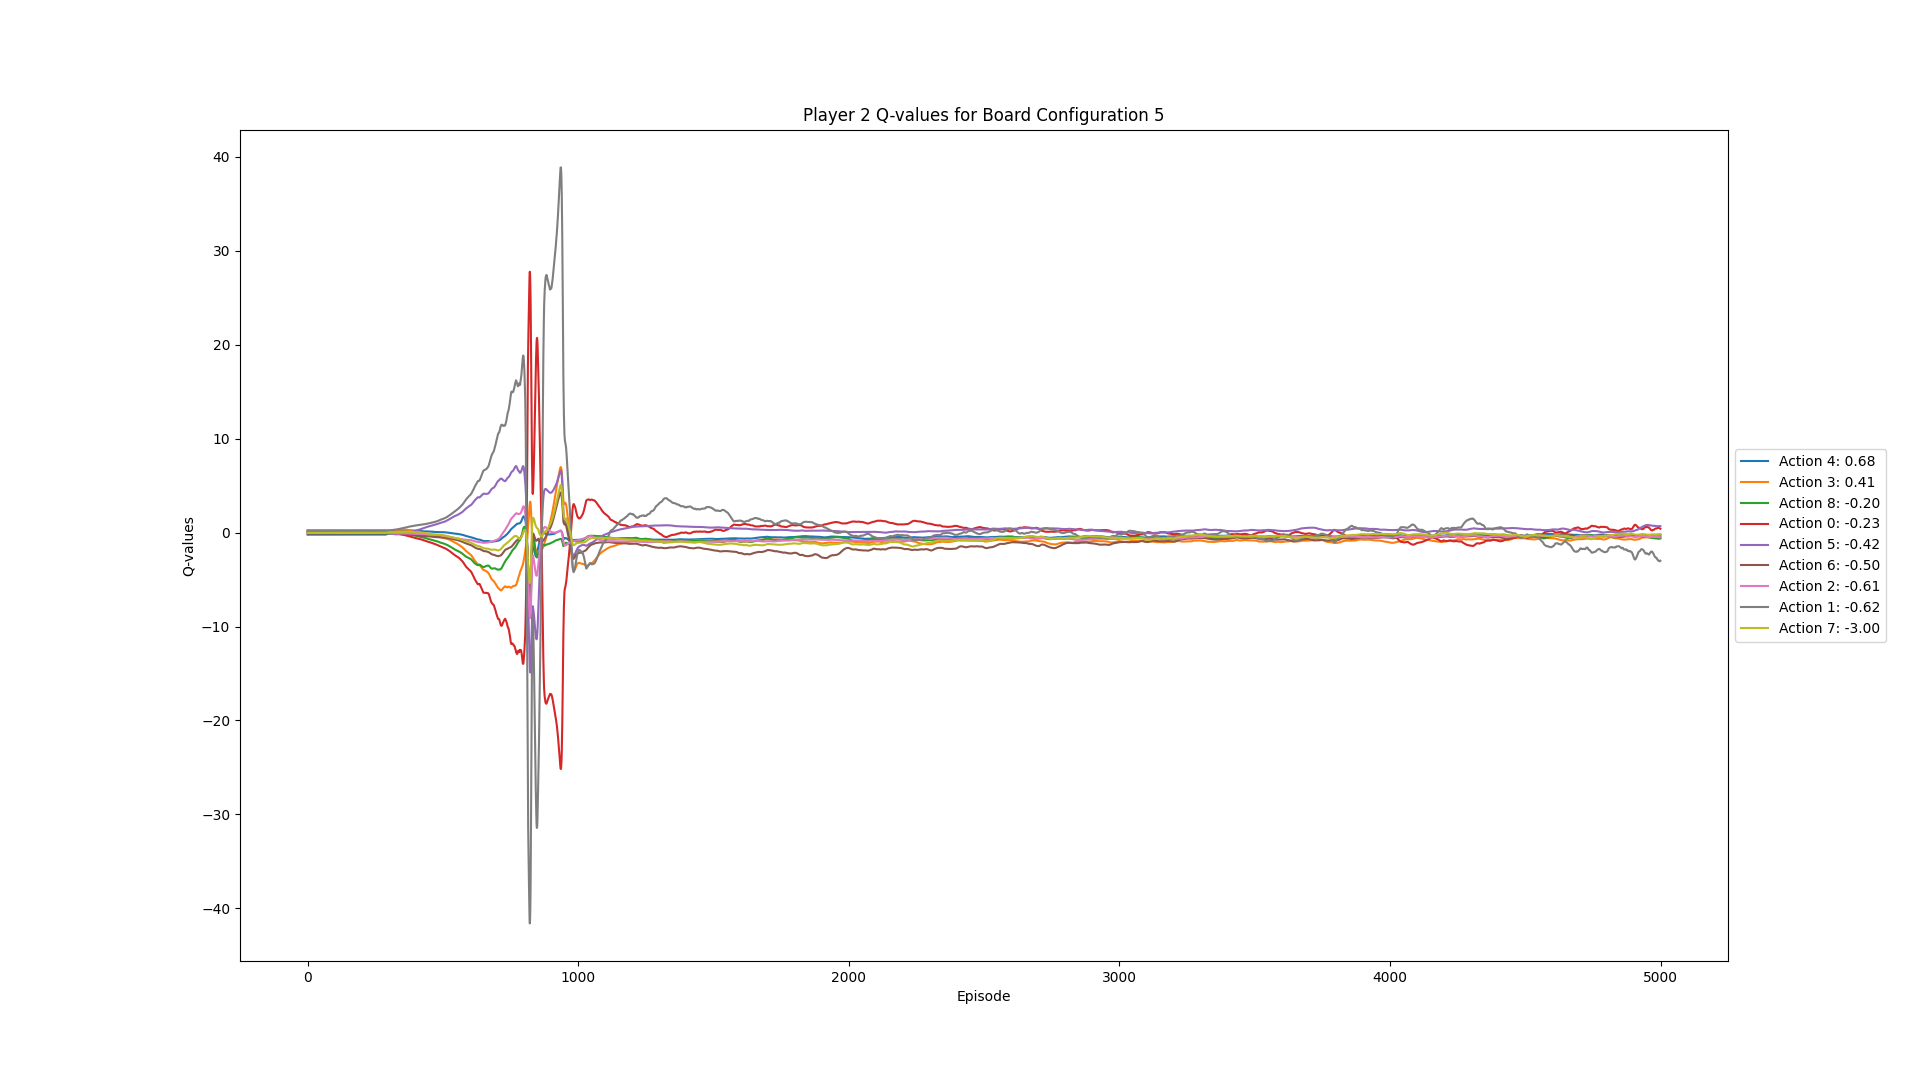 Player 2 Q-values for Board Configuration 5
40
30
20
10
0
−10
−20
−30
−40
Q-values
0
1000
2000
3000
4000
5000
Episode
Action 4: 0.68
Action 3: 0.41
Action 8: -0.20
Action 0: -0.23
Action 5: -0.42
Action 6: -0.50
Action 2: -0.61
Action 1: -0.62
Action 7: -3.00